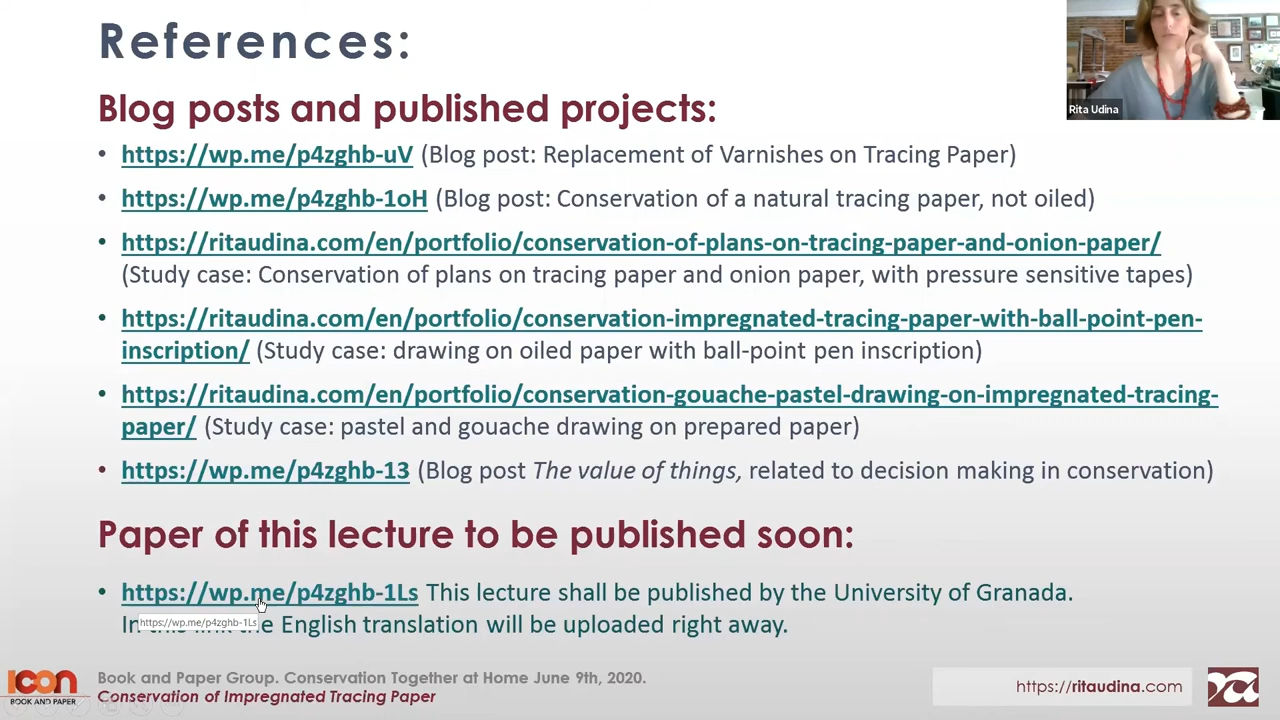 References:
Rita Udina
Blog posts and published projects:
• https://wp.me/p4zghb-uV (Blog post: Replacement of Varnishes on Tracing Paper)
• https://wp.me/p4zghb-1oH (Blog post: Conservation of a natural tracing paper, not oiled)
• https://ritaudina.com/en/portfolio/conservation-of-plans-on-tracing-paper-and-onion-paper/
(Study case: Conservation of plans on tracing paper and onion paper, with pressure sensitive tapes)
• https://ritaudina.com/en/portfolio/conservation-impregnated-tracing-paper-with-ball-point-pen-
inscription/ (Study case: drawing on oiled paper with ball-point pen inscription)
• https://ritaudina.com/en/portfolio/conservation-gouache-pastel-drawing-on-impregnated-tracing-
paper/ (Study case: pastel and gouache drawing on prepared paper)
• https://wp.me/p4zghb-13 (Blog post The value of things, related to decision making in conservation)
Paper of this lecture to be published soon:
• https://wp.me/p4zghb-1Ls This lecture shall be published by the University of Granada.
https://wp.me/p4zghb-1Ls
In this link the English translation will be uploaded right away.
icon
BOOK AND PAPER
Book and Paper Group. Conservation Together at Home June 9th, 2020.
Conservation of Impregnated Tracing Paper
https://ritaudina.com